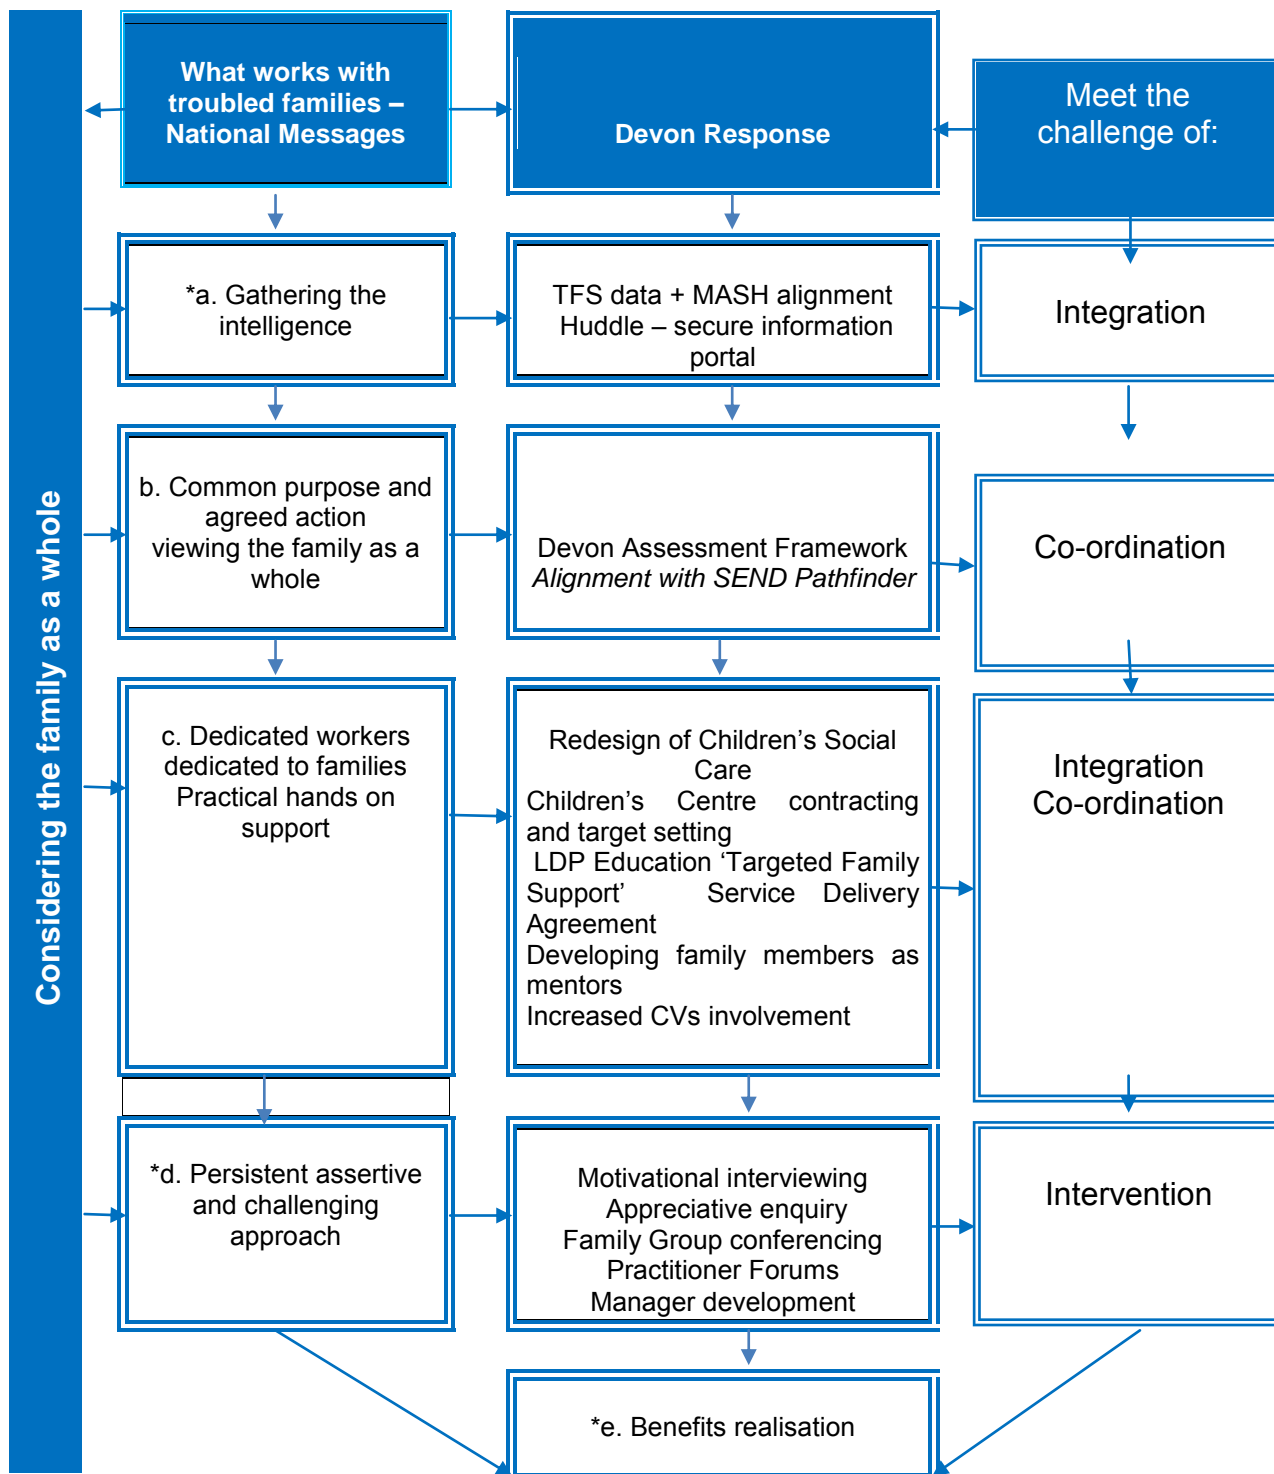 What works with
troubled families –
National Messages
Devon Response
Meet the
challenge of:
Considering the family as a whole
*a. Gathering the
intelligence
TFS data + MASH alignment
Huddle – secure information
portal
Integration
b. Common purpose and
agreed action
viewing the family as a
whole
Devon Assessment Framework
Alignment with SEND Pathfinder
Co-ordination
c. Dedicated workers
dedicated to families
Practical hands on
support
Redesign of Children’s Social
Care
Children’s Centre contracting
and target setting
LDP Education ‘Targeted Family
Support’ Service Delivery
Agreement
Developing family members as
mentors
Increased CVs involvement
Integration
Co-ordination
*d. Persistent assertive
and challenging
approach
Motivational interviewing
Appreciative enquiry
Family Group conferencing
Practitioner Forums
Manager development
Intervention
*e. Benefits realisation